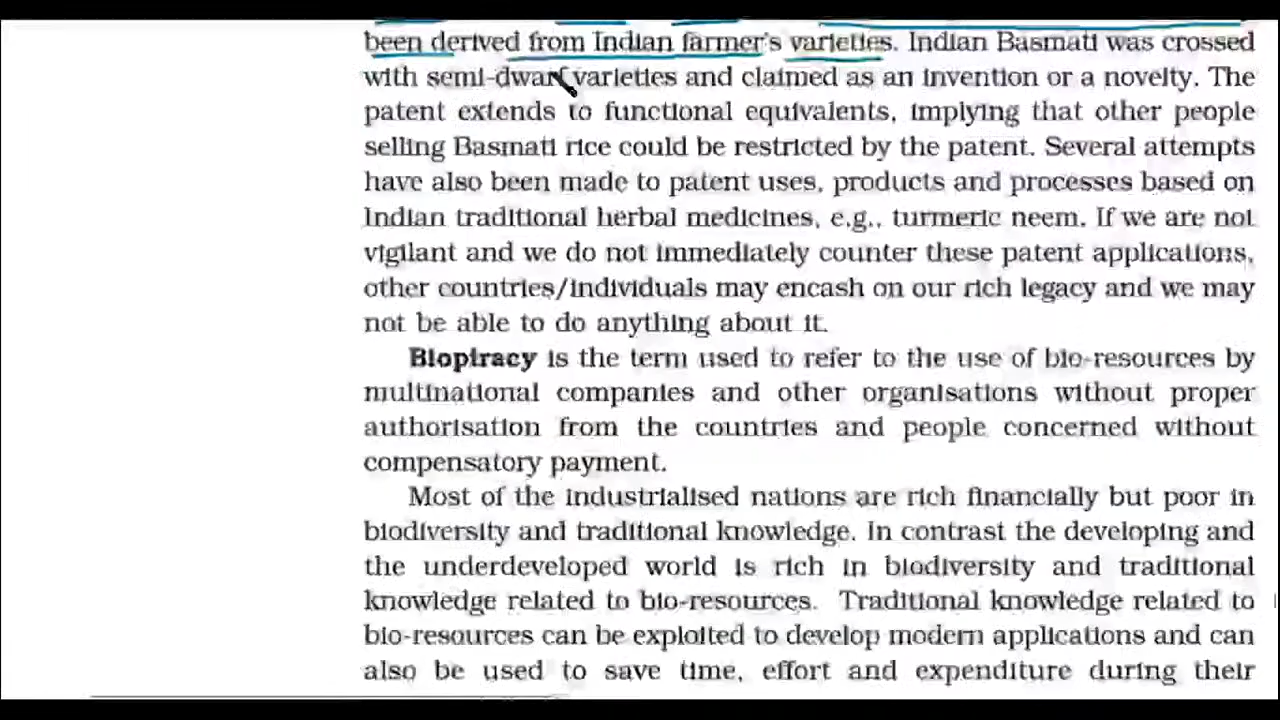 been derived from Indian farmer's varieties. Indian Basmati was crossed
with semi-dwarf varieties and claimed as an invention or a novelty. The
patent extends to functional equivalents, implying that other people
selling Basmati rice could be restricted by the patent. Several attempts
have also been made to patent uses, products and processes based on
Indian traditional herbal medicines, e.g., turmeric neem. If we are not
vigilant and we do not immediately counter these patent applications,
other countries/individuals may encash on our rich legacy and we may
not be able to do anything about it.
Biopiracy is the term used to refer to the use of bio-resources by
multinational companies and other organisations without proper
authorisation from the countries and people concerned without
compensatory payment.
Most of the industrialised nations are rich financially but poor in
biodiversity and traditional knowledge. In contrast the developing and
the underdeveloped world is rich in biodiversity and traditional
knowledge related to bio-resources. Traditional knowledge related to
bio-resources can be exploited to develop modern applications and can
also be used to save time, effort and expenditure during their